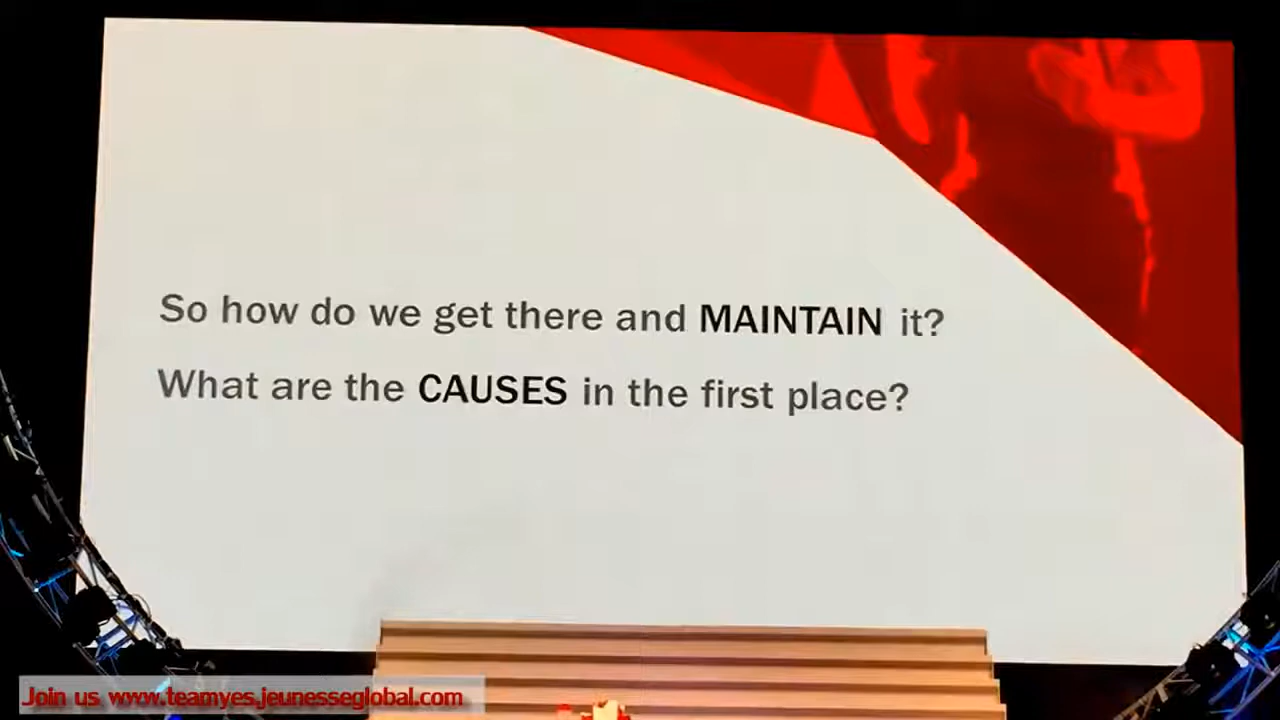 So how do we get there and MAINTAIN it?
What are the CAUSES in the first place?
Join us www.teamyes.jeunesseglobal.com